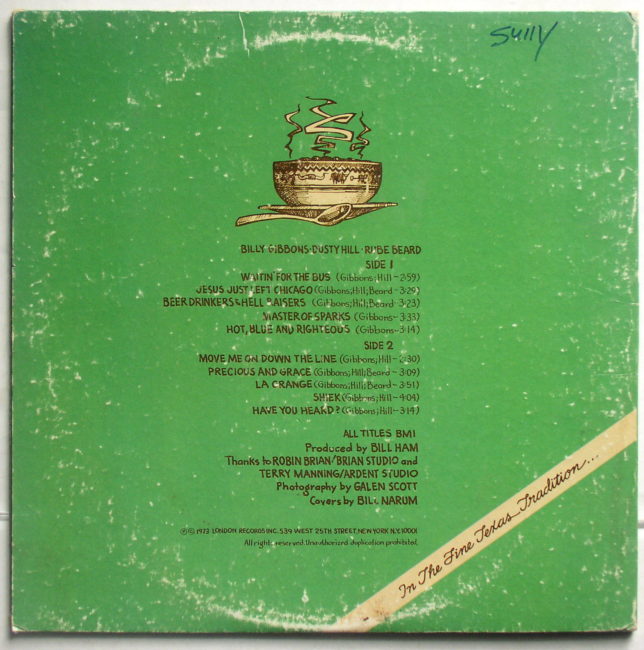 Sully
BILLY GIBBONS · DUSTY HILL · RUBE BEARD
SIDE 1
WAITIN' FOR THE BUS (Gibbons; Hill - 2:59)
JESUS JUST LEFT CHICAGO (Gibbons; Hill; Beard - 3:29)
BEER DRINKERS & HELL RAISERS (Gibbons; Hill; Beard - 3:23)
MASTER OF SPARKS (Gibbons - 3:33)
HOT, BLUE AND RIGHTEOUS (Gibbons - 3:14)
SIDE 2
MOVE ME ON DOWN THE LINE (Gibbons; Hill - 2:30)
PRECIOUS AND GRACE (Gibbons; Hill; Beard - 3:09)
LA GRANGE (Gibbons; Hill; Beard - 3:51)
SHIEK (Gibbons; Hill - 4:04)
HAVE YOU HEARD? (Gibbons; Hill - 3:14)
ALL TITLES BMI
Produced by BILL HAM
Thanks to ROBIN BRIAN/BRIAN STUDIO and
TERRY MANNING/ARDENT STUDIO
Photography by GALEN SCOTT
Covers by BILL NARUM
℗ © 1973 LONDON RECORDS INC. 539 WEST 25TH STREET, NEW YORK N.Y. 10001
All rights reserved. Unauthorized duplication prohibited.
In The Fine Texas Tradition...